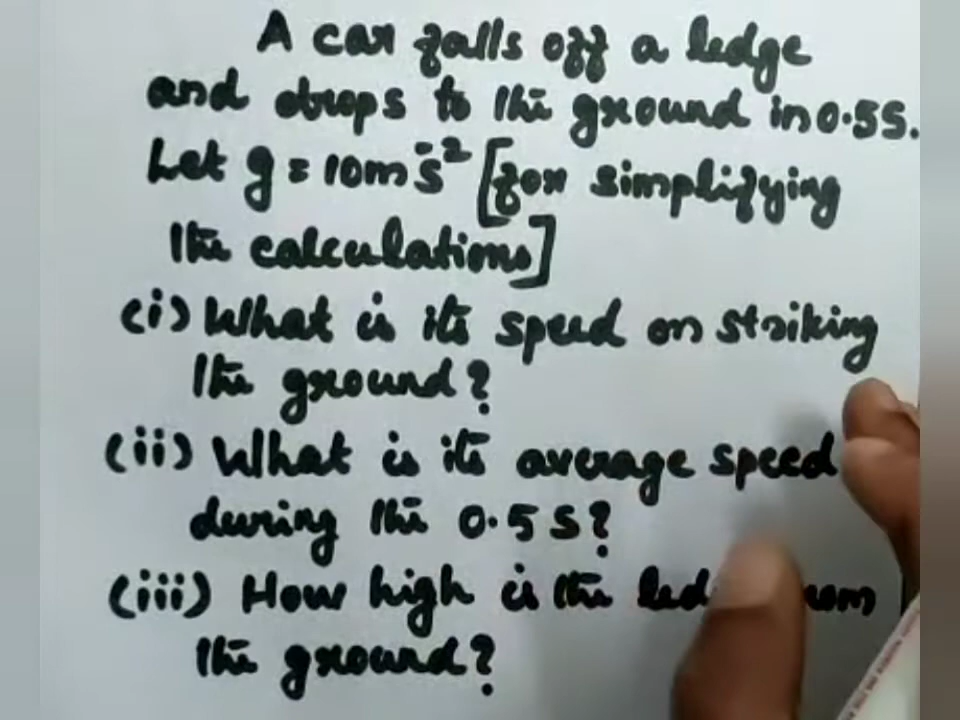 A car falls off a ledge
and drops to the ground in 0.5s.
Let g = 10m s⁻² [for simplifying
the calculations]
(i) What is its speed on striking
the ground?
(ii) What is its average speed
during the 0.5 s?
(iii) How high is the
the ground?